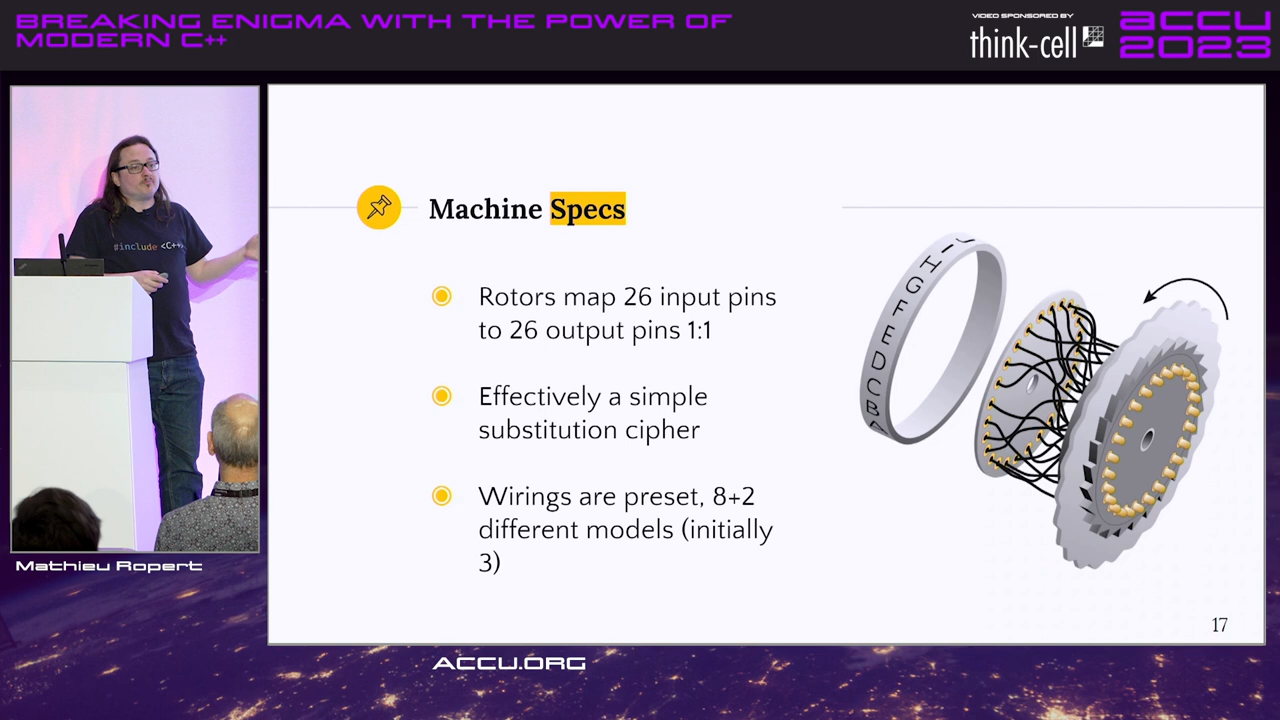 BREAKING ENIGMA WITH THE POWER OF
MODERN C++
VIDEO SPONSORED BY
think-cell
ACCU
2023
#include <C++>
Machine Specs
Rotors map 26 input pins
to 26 output pins 1:1
Effectively a simple
substitution cipher
Wirings are preset, 8+2
different models (initially
3)
I
H
G
F
E
D
C
B
A
17
Mathieu Ropert
ACCU.ORG